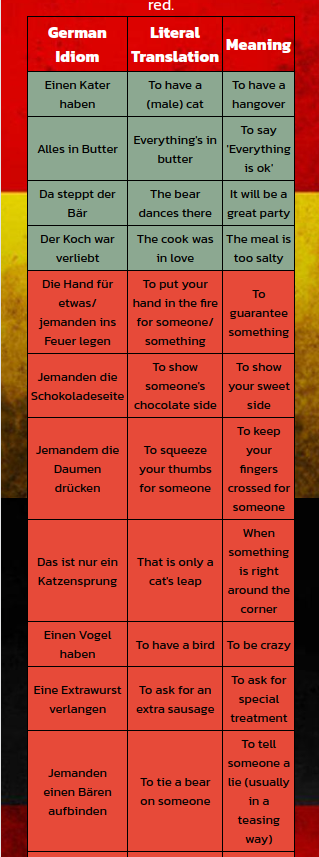 red.
German Idiom
Literal Translation
Meaning
Einen Kater
haben
To have a
(male) cat
To have a
hangover
Alles in Butter
Everything's in
butter
To say
'Everything
is ok'
Da steppt der
Bär
The bear
dances there
It will be a
great party
Der Koch war
verliebt
The cook was
in love
The meal is
too salty
Die Hand für
etwas/
jemanden ins
Feuer legen
To put your
hand in the fire
for someone/
something
To
guarantee
something
Jemanden die
Schokoladeseite
To show
someone's
chocolate side
To show
your sweet
side
Jemandem die
Daumen
drücken
To squeeze
your thumbs
for someone
To keep
your
fingers
crossed for
someone
Das ist nur ein
Katzensprung
That is only a
cat's leap
When
something
is right
around the
corner
Einen Vogel
haben
To have a bird
To be crazy
Eine Extrawurst
verlangen
To ask for an
extra sausage
To ask for
special
treatment
Jemanden
einen Bären
aufbinden
To tie a bear
on someone
To tell
someone a
lie (usually
in a
teasing
way)